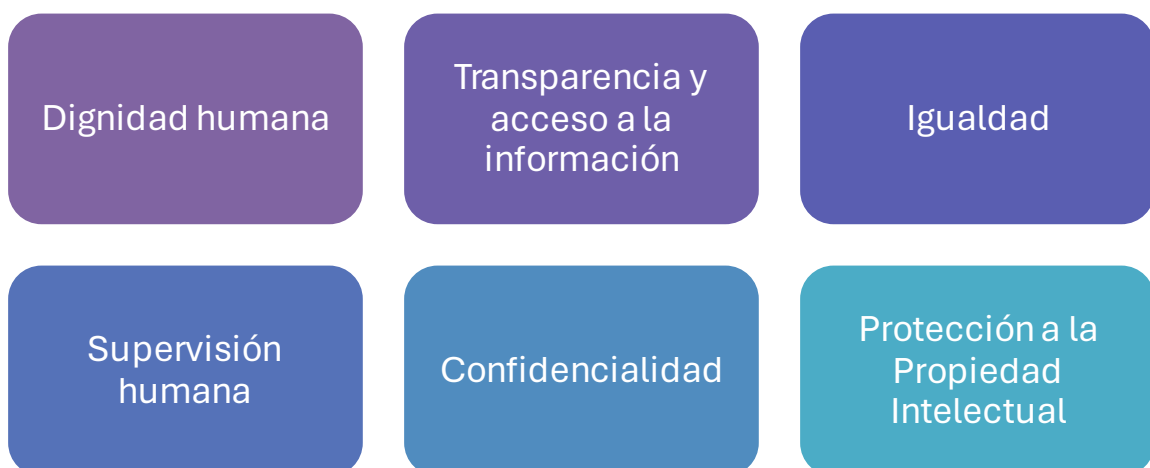 Dignidad humana
Transparencia y
acceso a la
información
Igualdad
Supervisión
humana
Confidencialidad
Protección a la
Propiedad
Intelectual